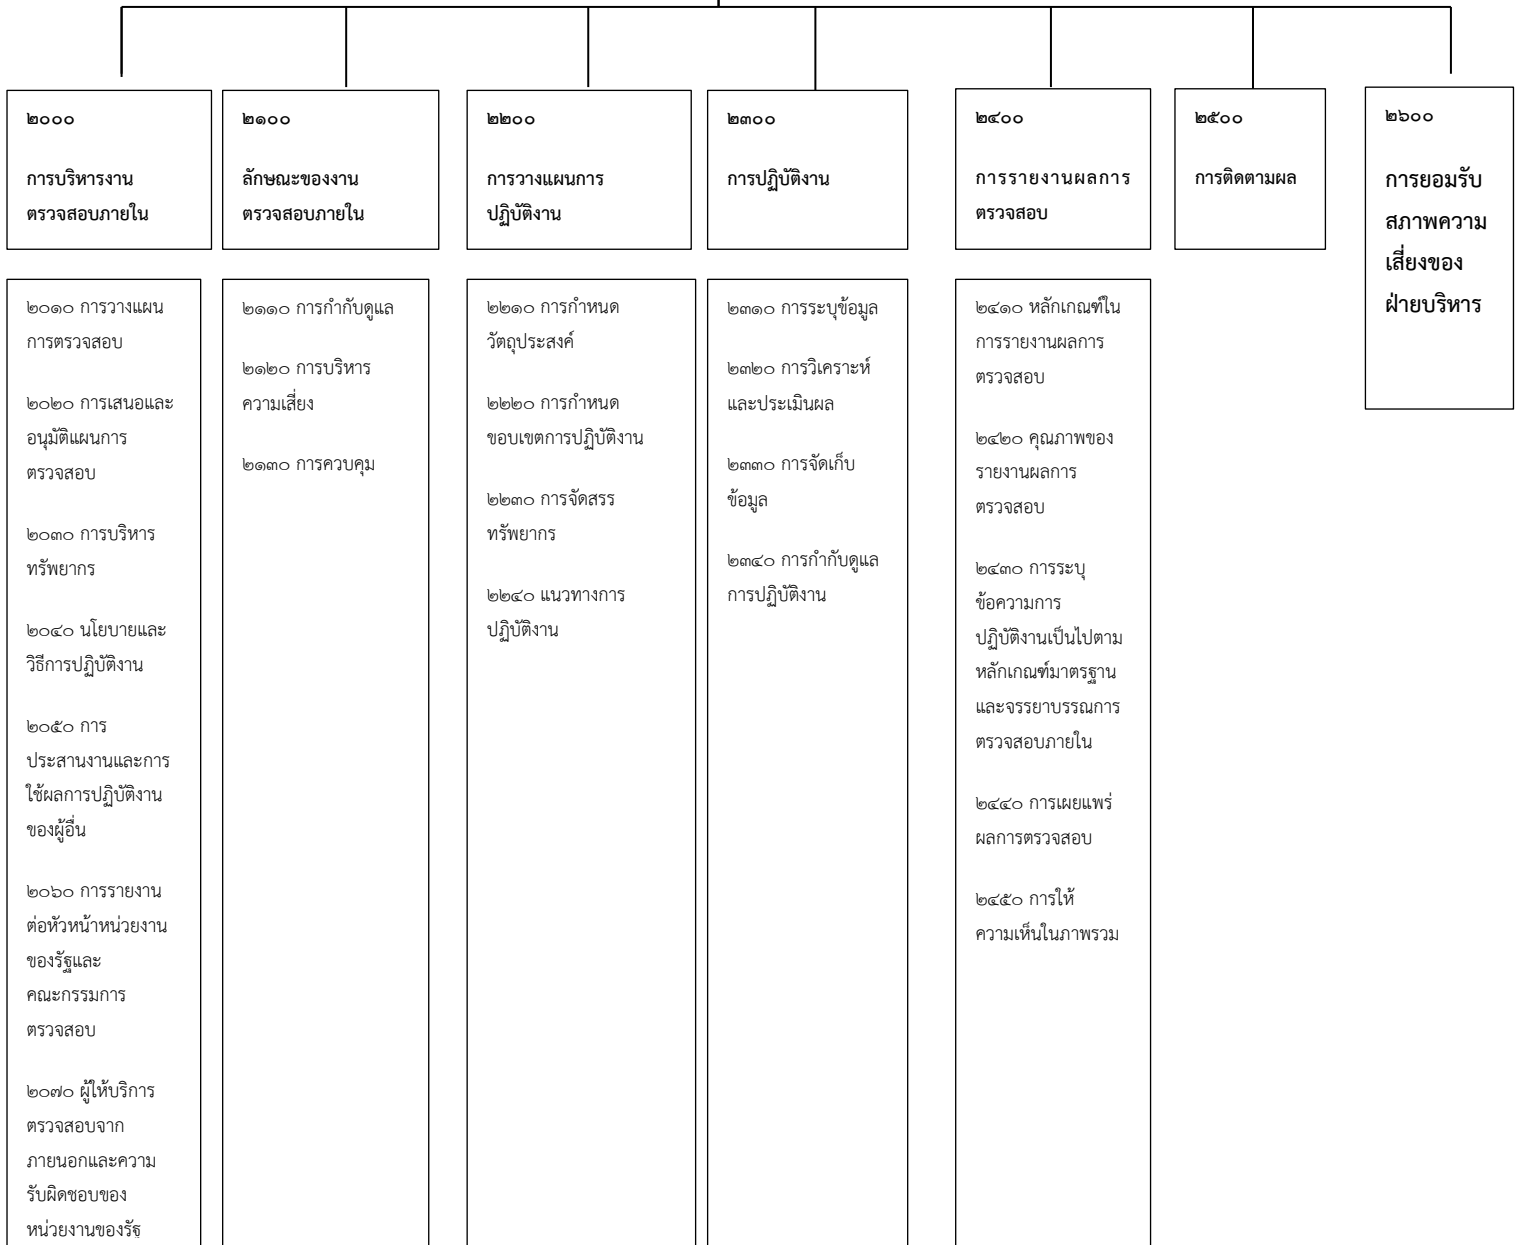 ๒๐๐๐
การบริหารงาน
ตรวจสอบภายใน
๒๑๐๐
ลักษณะของงาน
ตรวจสอบภายใน
๒๒๐๐
การวางแผนการ
ปฏิบัติงาน
๒๓๐๐
การปฏิบัติงาน
๒๔๐๐
การรายงานผลการ
ตรวจสอบ
๒๕๐๐
การติดตามผล
๒๖๐๐
การยอมรับ
สภาพความ
เสี่ยงของ
ฝ่ายบริหาร
๒๐๑๐ การวางแผน
การตรวจสอบ
๒๐๒๐ การเสนอและ
อนุมัติแผนการ
ตรวจสอบ
๒๐๓๐ การบริหาร
ทรัพยากร
๒๐๔๐ นโยบายและ
วิธีการปฏิบัติงาน
๒๐๕๐ การ
ประสานงานและการ
ใช้ผลการปฏิบัติงาน
ของผู้อื่น
๒๐๖๐ การรายงาน
ต่อหัวหน้าหน่วยงาน
ของรัฐและ
คณะกรรมการ
ตรวจสอบ
๒๐๗๐ ผู้ให้บริการ
ตรวจสอบจาก
ภายนอกและความ
รับผิดชอบของ
หน่วยงานของรัฐ
๒๑๑๐ การกำกับดูแล
๒๑๒๐ การบริหาร
ความเสี่ยง
๒๑๓๐ การควบคุม
๒๒๑๐ การกำหนด
วัตถุประสงค์
๒๒๒๐ การกำหนด
ขอบเขตการปฏิบัติงาน
๒๒๓๐ การจัดสรร
ทรัพยากร
๒๒๔๐ แนวทางการ
ปฏิบัติงาน
๒๓๑๐ การระบุข้อมูล
๒๓๒๐ การวิเคราะห์
และประเมินผล
๒๓๓๐ การจัดเก็บ
ข้อมูล
๒๓๔๐ การกำกับดูแล
การปฏิบัติงาน
๒๔๑๐ หลักเกณฑ์ใน
การรายงานผลการ
ตรวจสอบ
๒๔๒๐ คุณภาพของ
รายงานผลการ
ตรวจสอบ
๒๔๓๐ การระบุ
ข้อความการ
ปฏิบัติงานเป็นไปตาม
หลักเกณฑ์มาตรฐาน
และจรรยาบรรณการ
ตรวจสอบภายใน
๒๔๔๐ การเผยแพร่
ผลการตรวจสอบ
๒๔๕๐ การให้
ความเห็นในภาพรวม